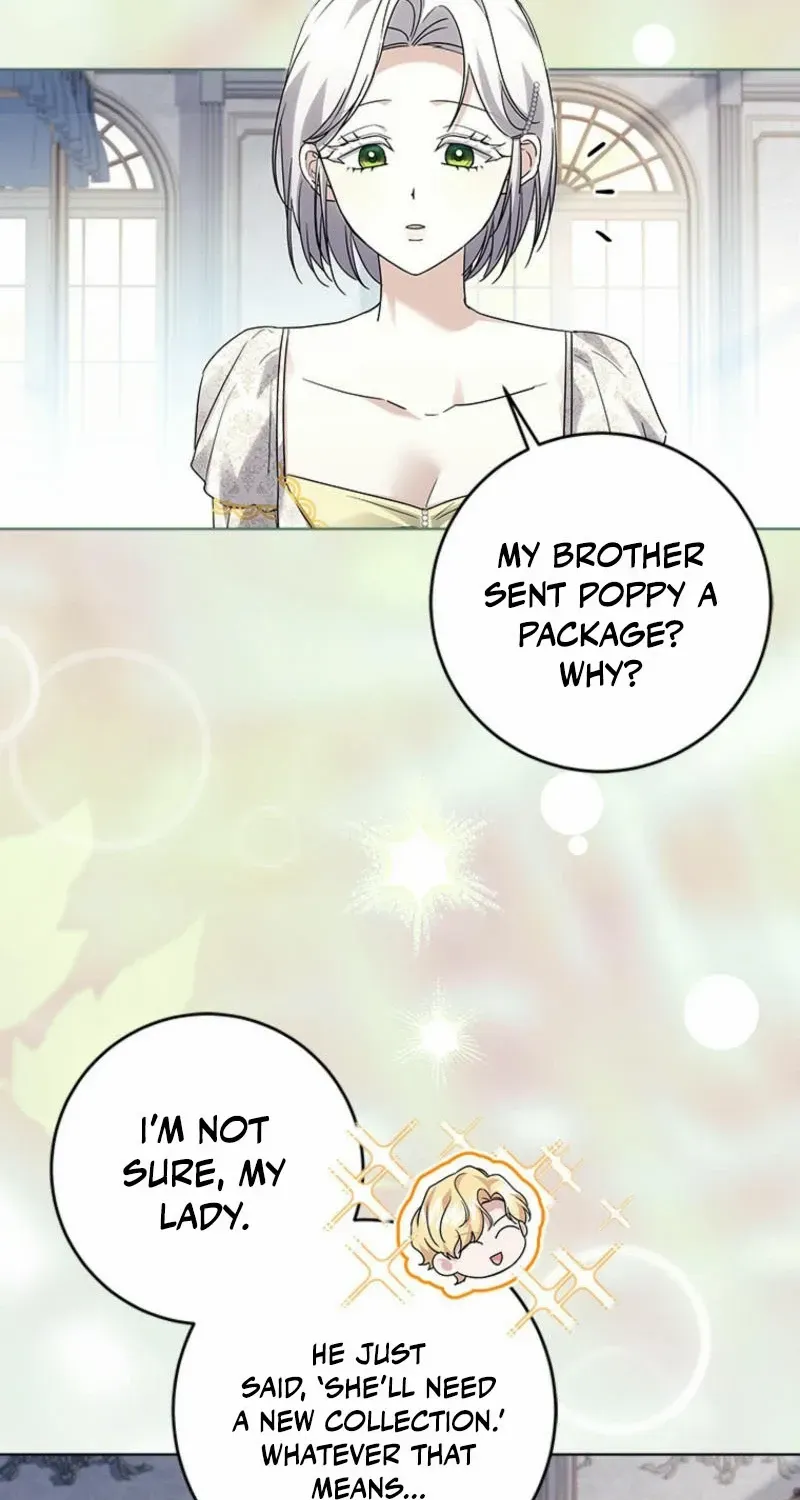 MY BROTHER
SENT POPPY A
PACKAGE?
WHY?
I'M NOT
SURE, MY
LADY.
HE JUST
SAID, 'SHE'LL NEED
A NEW COLLECTION.'
WHATEVER THAT
MEANS...